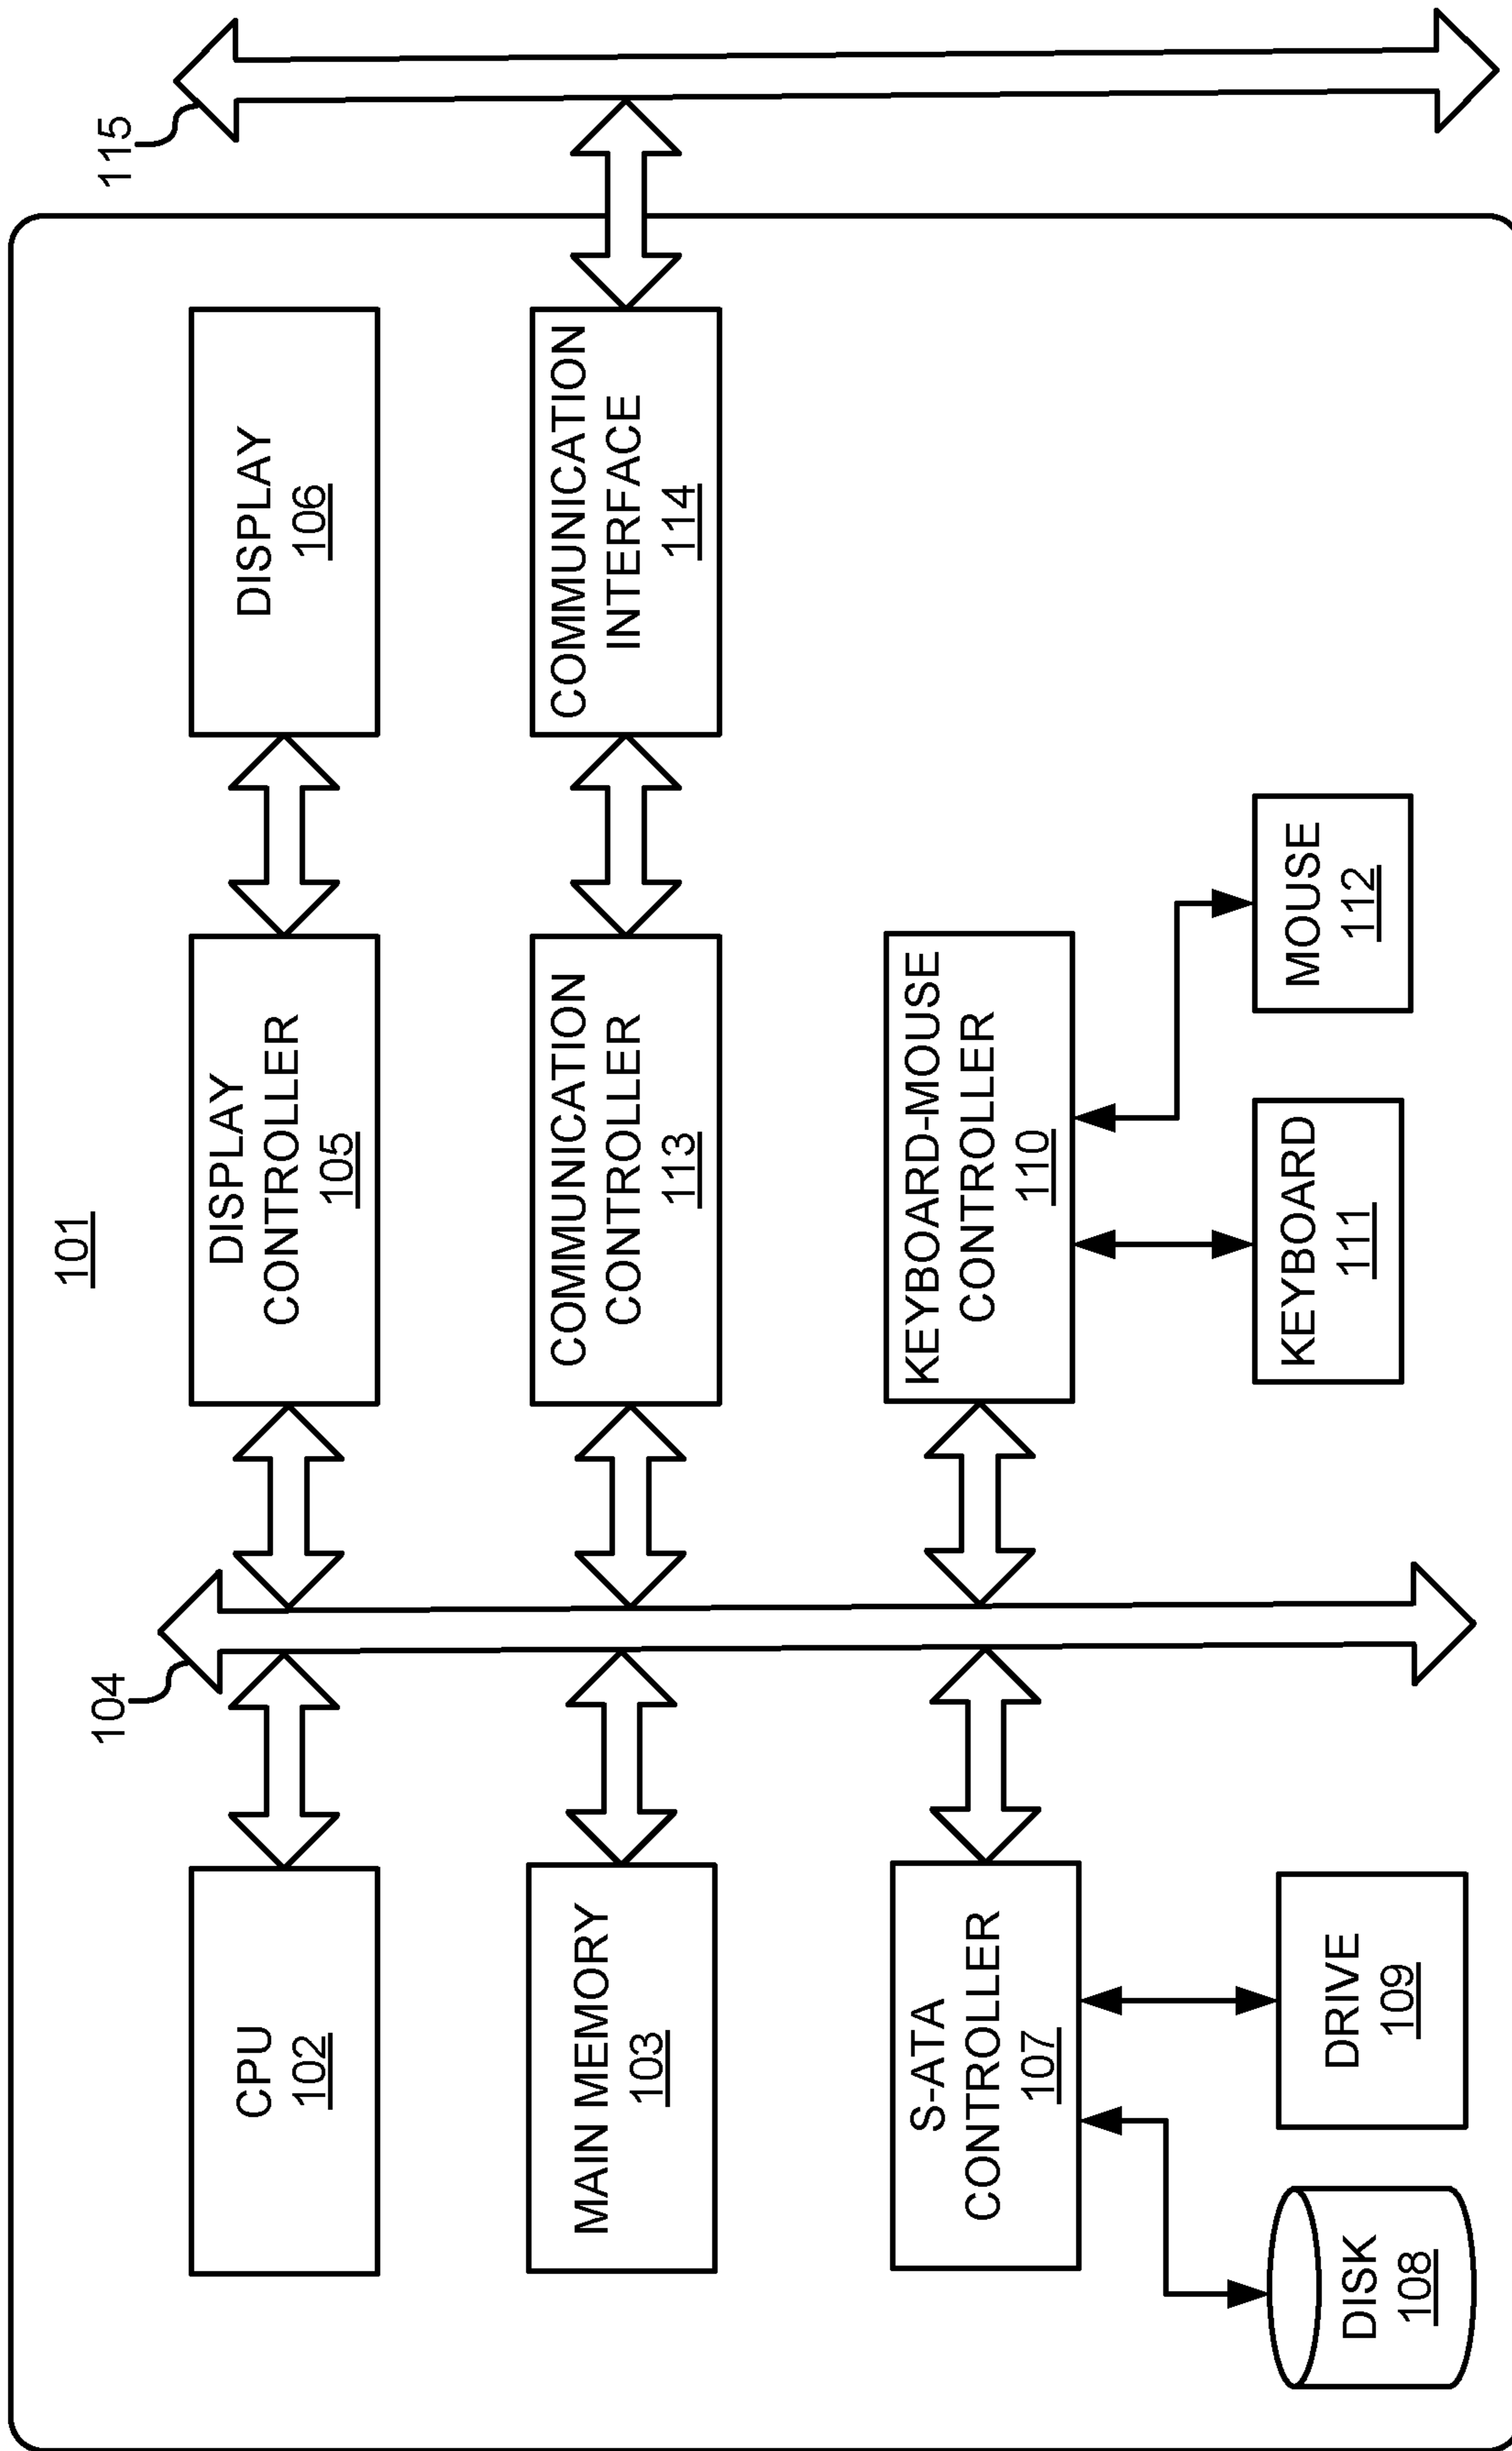 101
104
115
CPU
102
DISPLAY
CONTROLLER
105
DISPLAY
106
MAIN MEMORY
103
COMMUNICATION
CONTROLLER
113
COMMUNICATION
INTERFACE
114
S-ATA
CONTROLLER
107
KEYBOARD-MOUSE
CONTROLLER
110
DISK
108
DRIVE
109
KEYBOARD
111
MOUSE
112